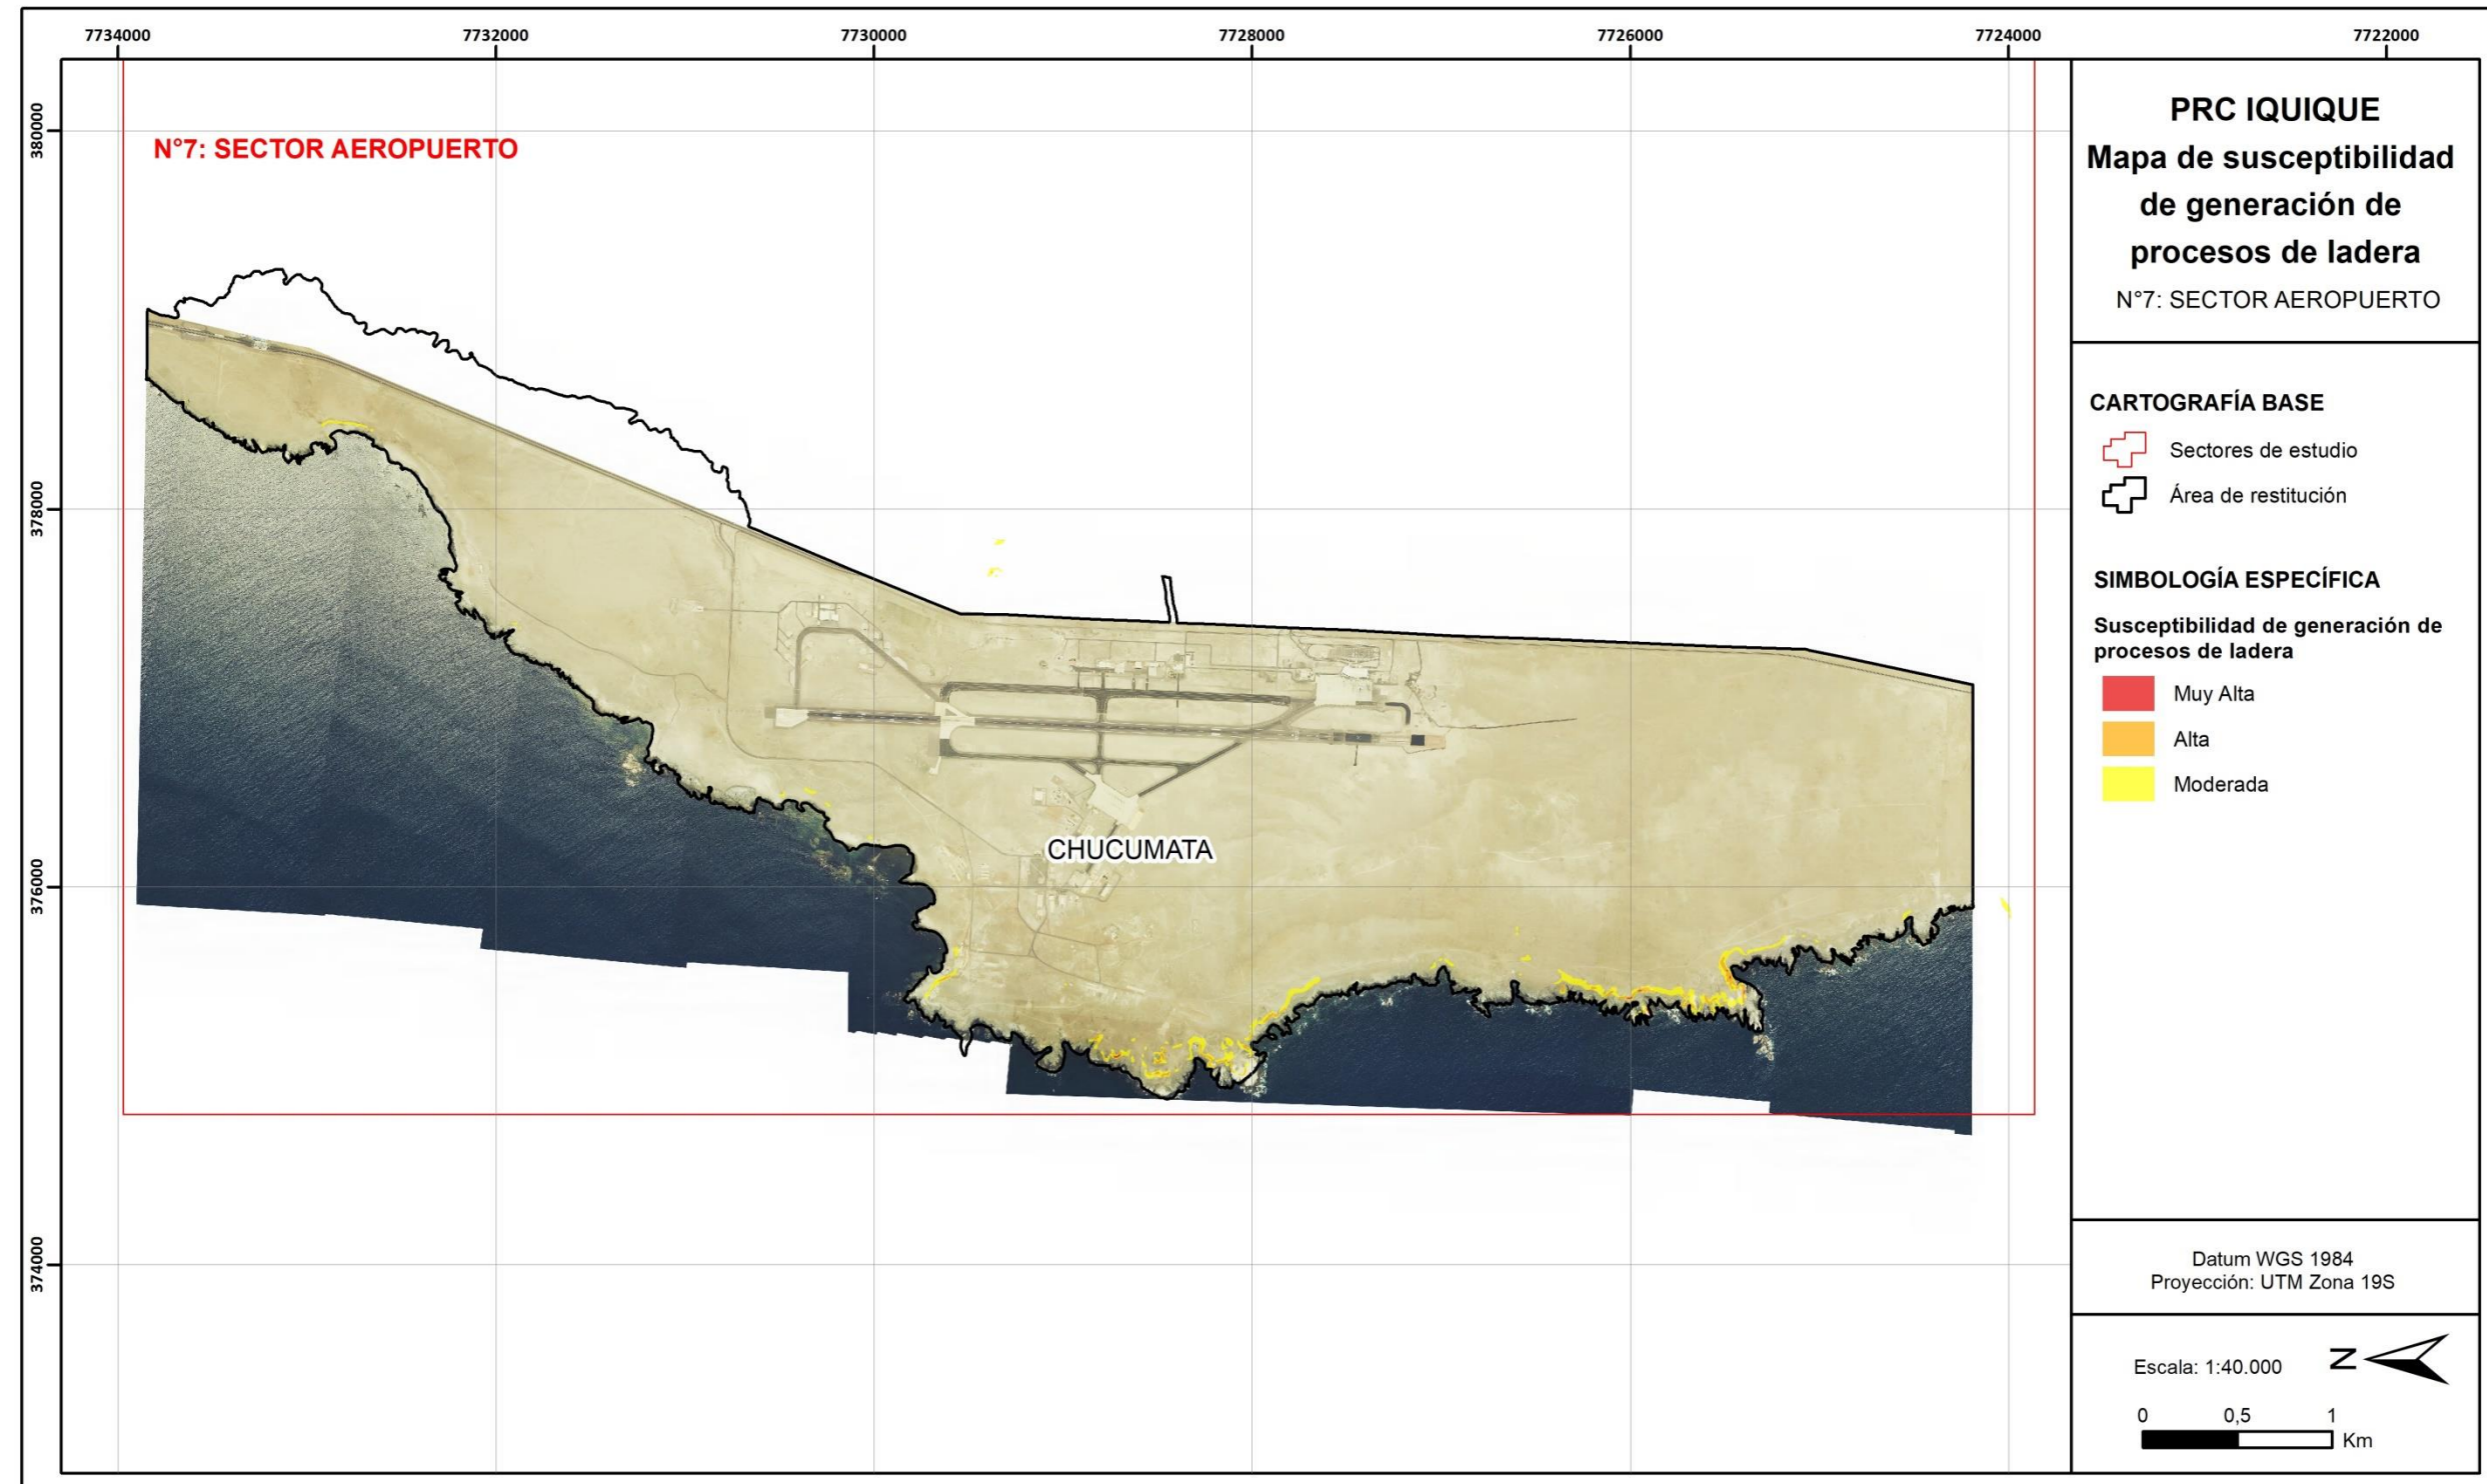 7734000 7732000 7730000 7728000 7726000 7724000 7722000
380000
378000
376000
374000
N°7: SECTOR AEROPUERTO
CHUCUMATA
PRC IQUIQUE
Mapa de susceptibilidad
de generación de
procesos de ladera
N°7: SECTOR AEROPUERTO
CARTOGRAFÍA BASE
Sectores de estudio
Área de restitución
SIMBOLOGÍA ESPECÍFICA
Susceptibilidad de generación de
procesos de ladera
Muy Alta
Alta
Moderada
Datum WGS 1984
Proyección: UTM Zona 19S
Escala: 1:40.000
N
0 0,5 1
Km